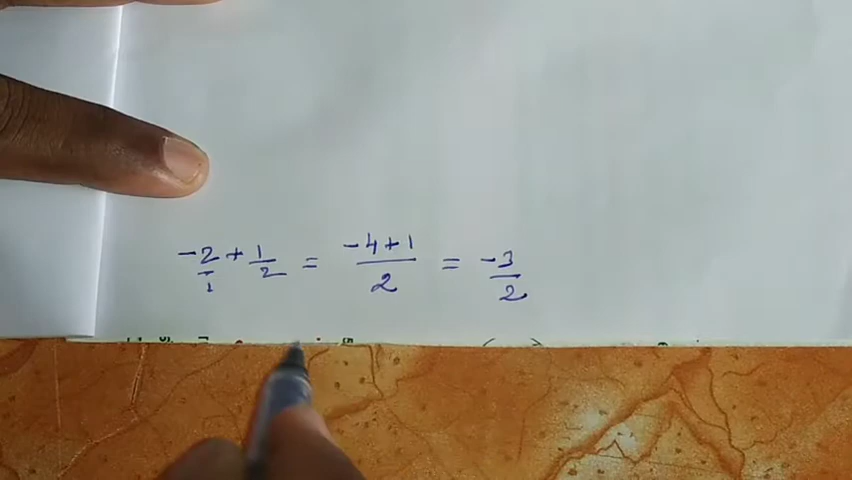 -2/1 + 1/2 = -4+1/2 = -3/2